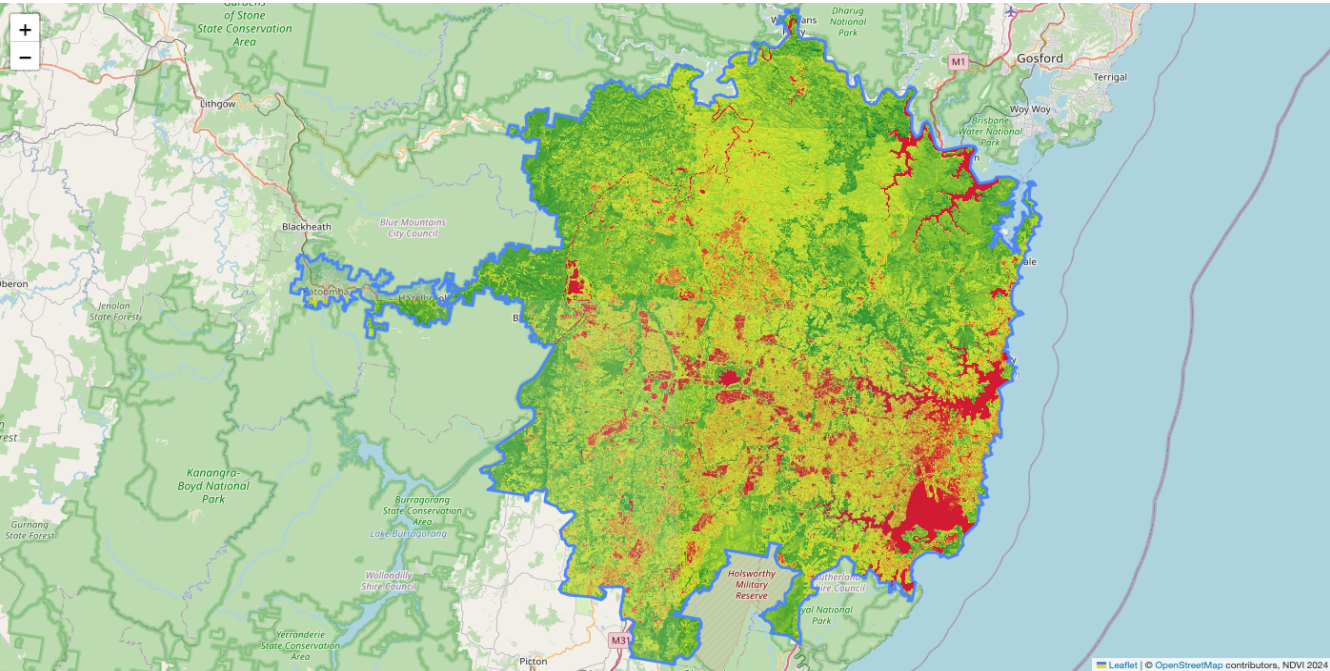 +
−
of Stone
State Conservation
Area
Dharug
National
Park
M1
Gosford
Terrigal
Lithgow
Woy Woy
Brisbane
Water National
Park
Blackheath
Blue Mountains
City Council
Katoomba
Hazelbrook
Jenolan
State Forest
Kanangra-
Boyd National
Park
Burragorang
State Conservation
Area
Lake Burragorang
Gurnang
State Forest
Wollondilly
Shire Council
Holsworthy
Military
Reserve
Yerranderie
State Conservation
Area
M31
Picton
Leaflet | © OpenStreetMap contributors, NDVI 2024